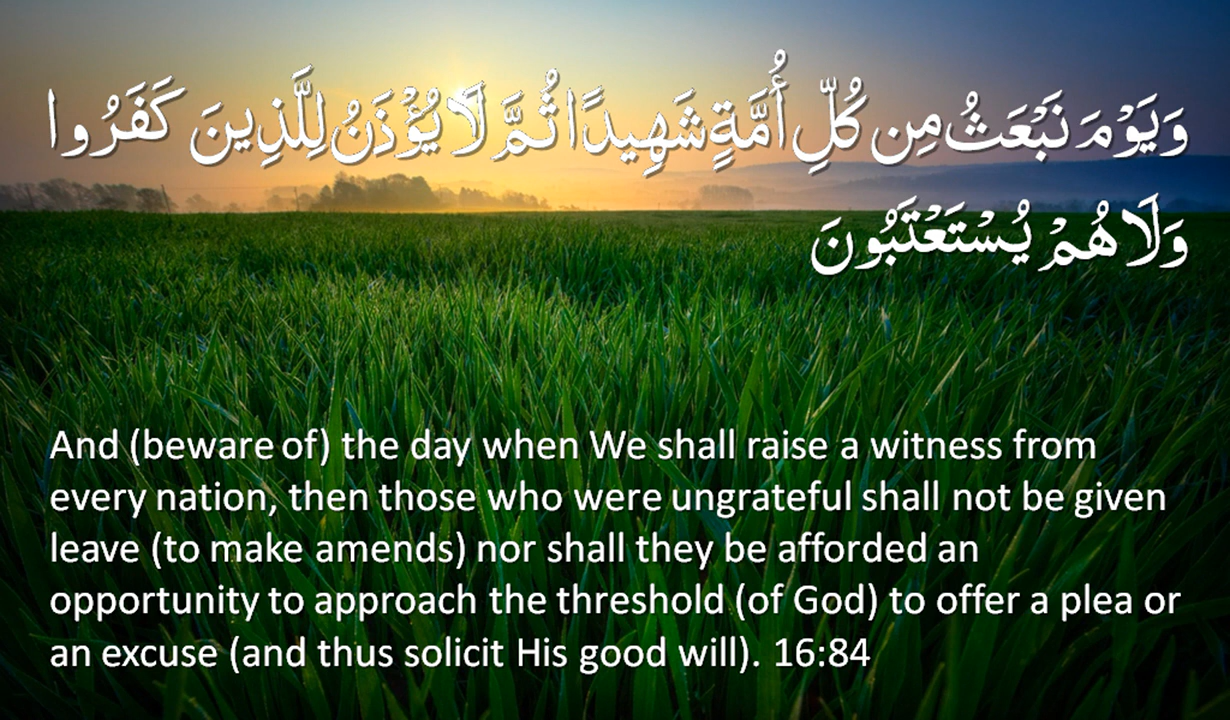 وَيَوْمَ نَبْعَثُ مِن كُلِّ أُمَّةٍ شَهِيدًا ثُمَّ لَا يُؤْذَنُ لِلَّذِينَ كَفَرُوا
وَلَا هُمْ يُسْتَعْتَبُونَ
And (beware of) the day when We shall raise a witness from
every nation, then those who were ungrateful shall not be given
leave (to make amends) nor shall they be afforded an
opportunity to approach the threshold (of God) to offer a plea or
an excuse (and thus solicit His good will). 16:84